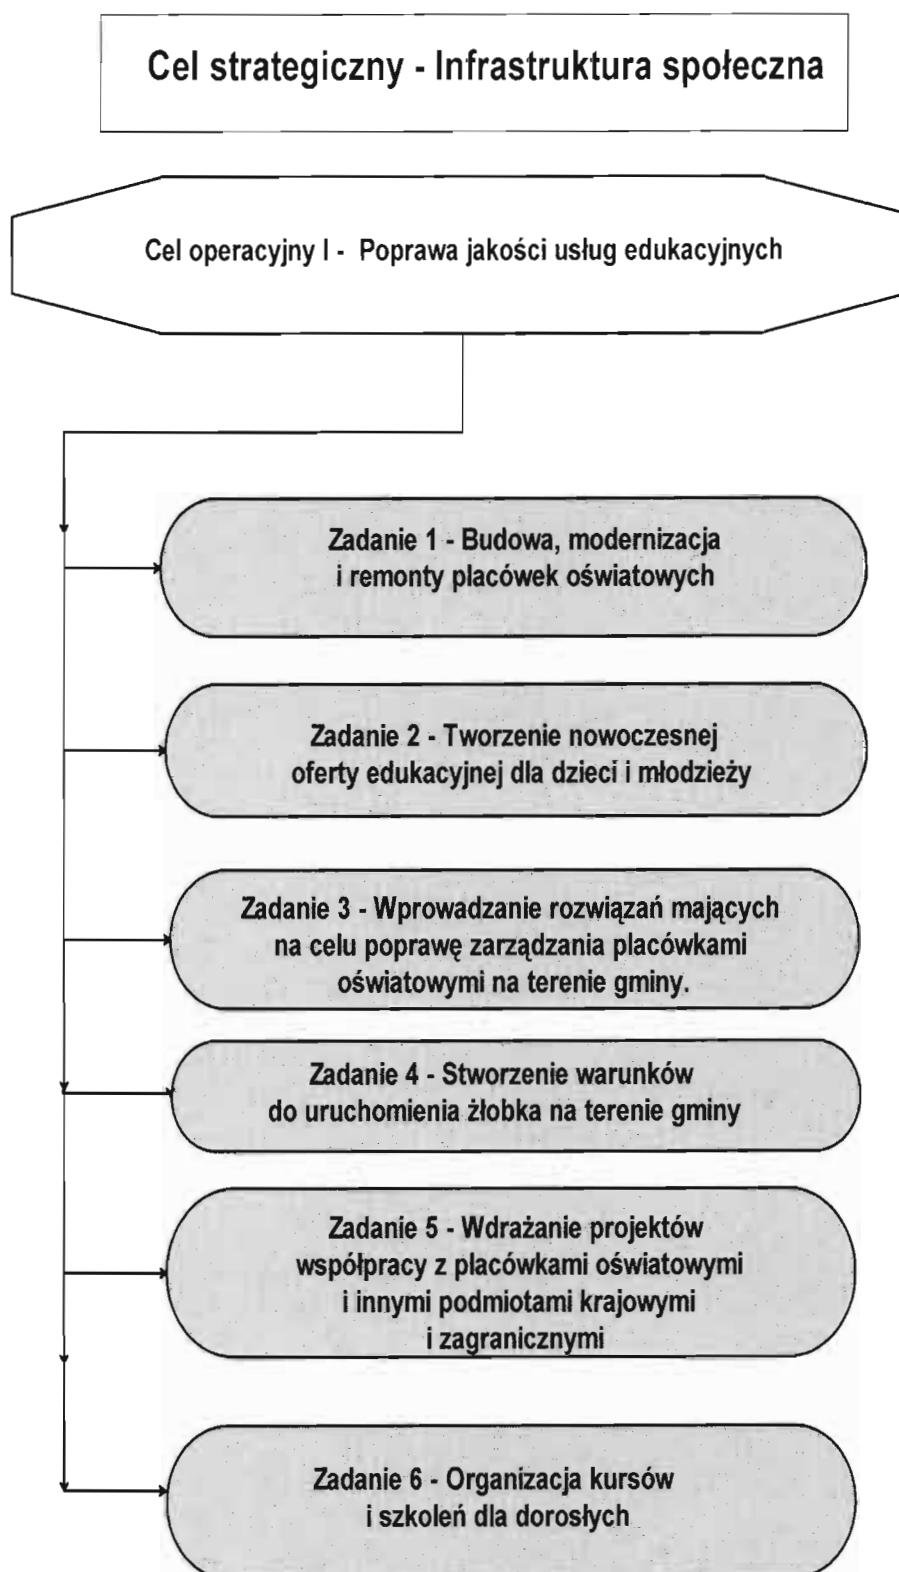 Cel strategiczny - Infrastruktura społeczna
Cel operacyjny I - Poprawa jakości usług edukacyjnych
Zadanie 1 - Budowa, modernizacja
i remonty placówek oświatowych
Zadanie 2 - Tworzenie nowoczesnej
oferty edukacyjnej dla dzieci i młodzieży
Zadanie 3 - Wprowadzanie rozwiązań mających
na celu poprawę zarządzania placówkami
oświatowymi na terenie gminy.
Zadanie 4 - Stworzenie warunków
do uruchomienia żłobka na terenie gminy
Zadanie 5 - Wdrażanie projektów
współpracy z placówkami oświatowymi
i innymi podmiotami krajowymi
i zagranicznymi
Zadanie 6 - Organizacja kursów
i szkoleń dla dorosłych